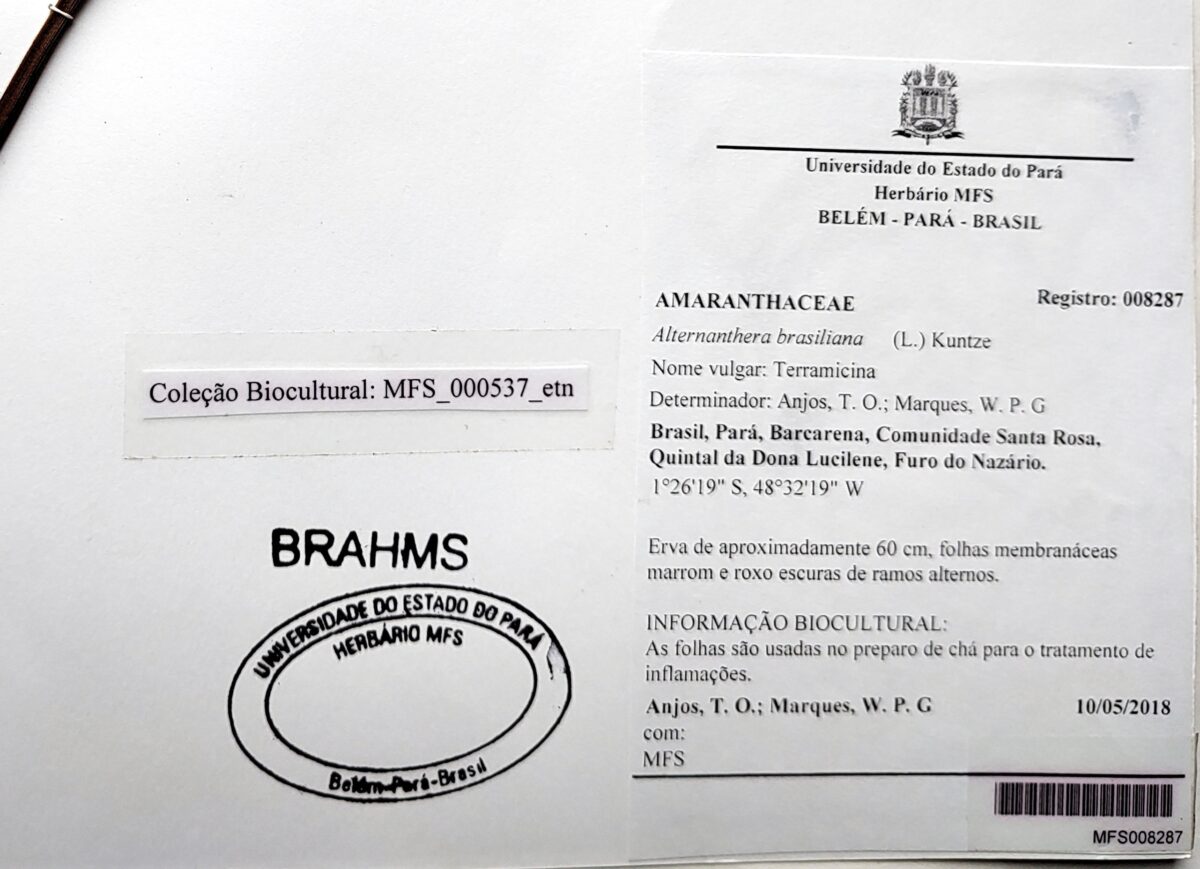 Universidade do Estado do Pará
Herbário MFS
BELÉM - PARÁ - BRASIL
AMARANTHACEAE
Registro: 008287
Alternanthera brasiliana (L.) Kuntze
Nome vulgar: Terramicina
Determinador: Anjos, T. O.; Marques, W. P. G
Brasil, Pará, Barcarena, Comunidade Santa Rosa,
Quintal da Dona Lucilene, Furo do Nazário.
1°26'19" S, 48°32'19" W
Erva de aproximadamente 60 cm, folhas membranáceas
marrom e roxo escuras de ramos alternos.
INFORMAÇÃO BIOCULTURAL:
As folhas são usadas no preparo de chá para o tratamento de
inflamações.
Anjos, T. O.; Marques, W. P. G 10/05/2018
com:
MFS
MFS008287
Coleção Biocultural: MFS_000537_etn
BRAHMS
UNIVERSIDADE DO ESTADO DO PARÁ
HERBÁRIO MFS
Belém-Pará-Brasil